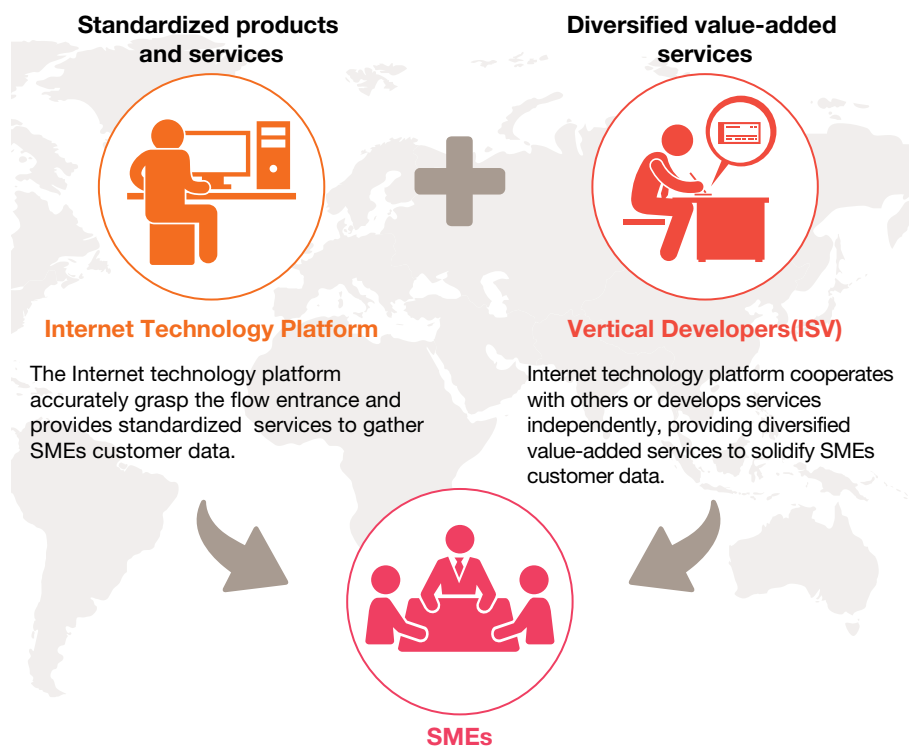 Standardized products
and services
Diversified value-added
services
Internet Technology Platform
The Internet technology platform
accurately grasp the flow entrance and
provides standardized  services to gather
SMEs customer data.
Vertical Developers(ISV)
Internet technology platform cooperates
with others or develops services
independently, providing diversified
value-added services to solidify SMEs
customer data.
SMEs